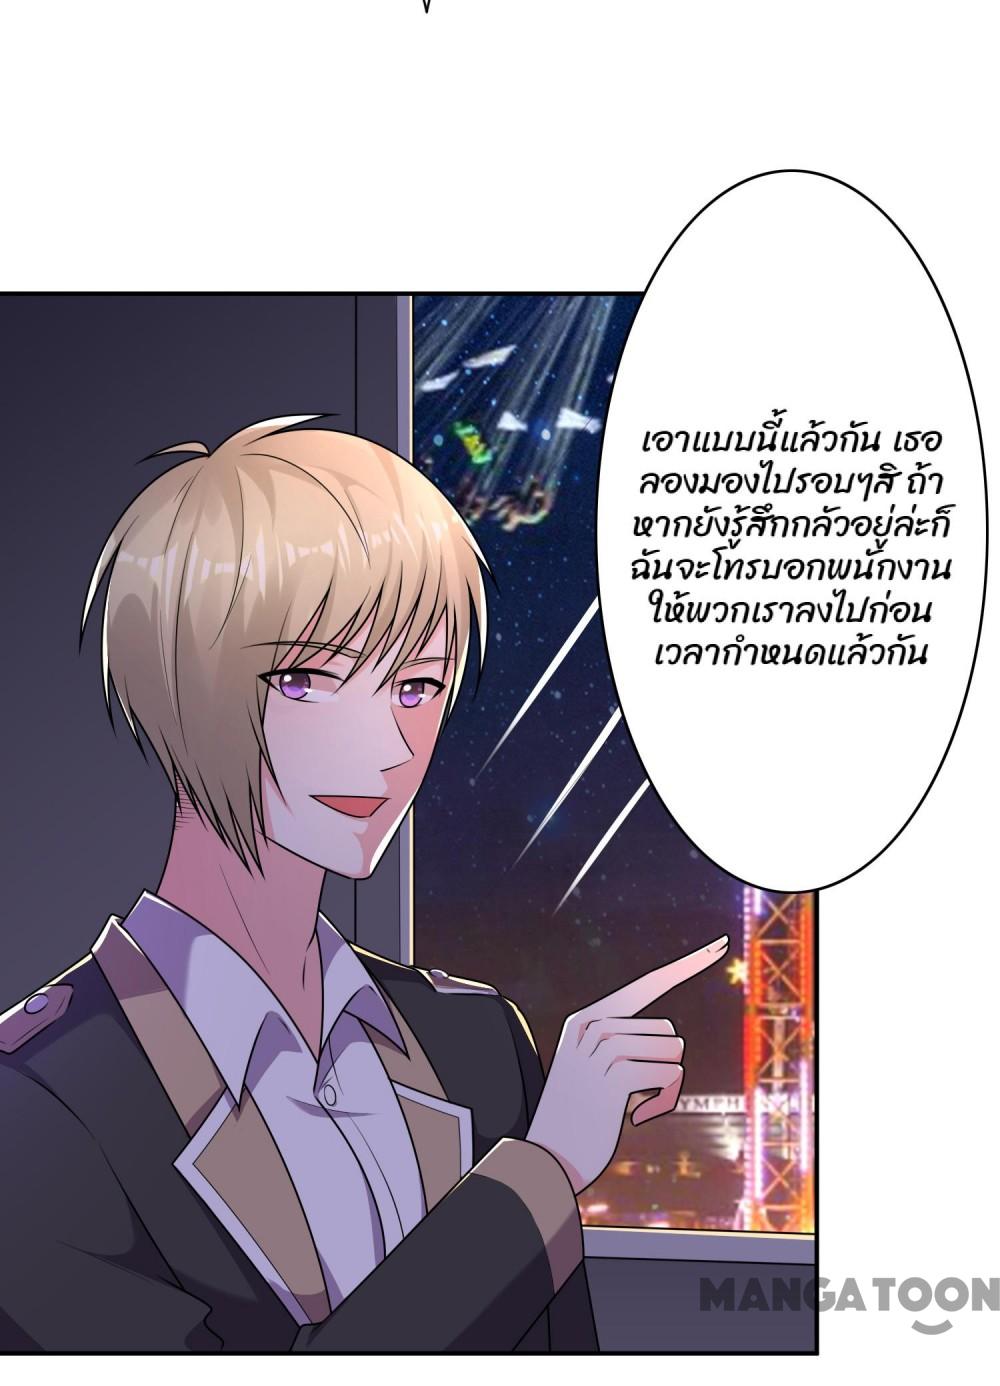 เอาแบบนี้แล้วกัน เธอ
ลองมองไปรอบๆสิ ถ้า
หากยังรู้สึกกลัวอยู่ล่ะก็
ฉันจะโทรบอกพนักงาน
ให้พวกเราลงไปก่อน
เวลากำหนดแล้วกัน
YMPH
MANGATOON